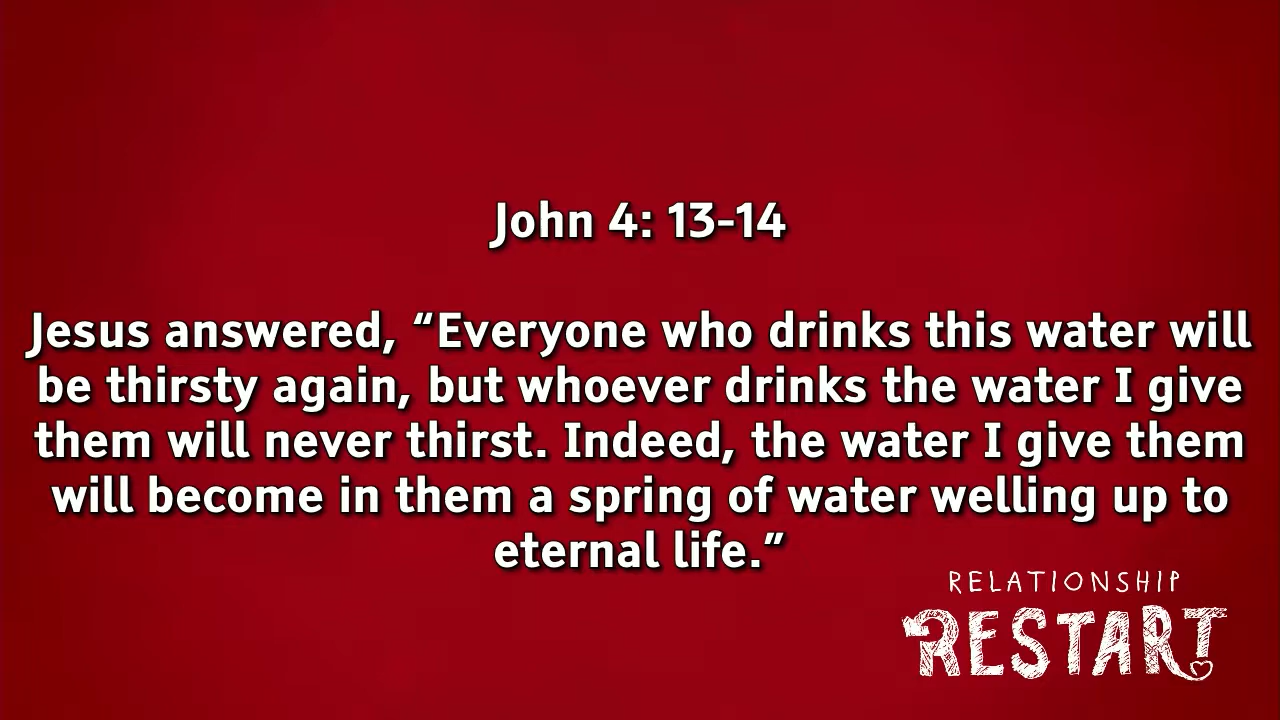 John 4: 13-14
Jesus answered, “Everyone who drinks this water will
be thirsty again, but whoever drinks the water I give
them will never thirst. Indeed, the water I give them
will become in them a spring of water welling up to
eternal life.”
RELATIONSHIP
RESTART